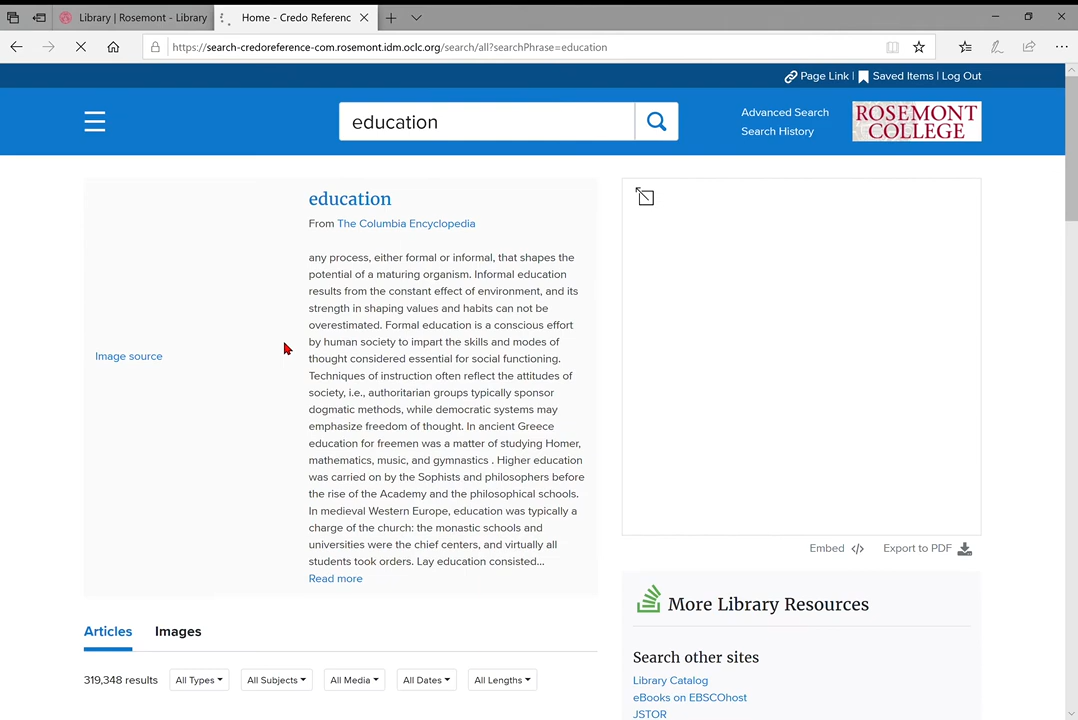 Library | Rosemont - Library
Home - Credo Referenc
https://search-credoreference-com.rosemont.idm.oclc.org/search/all?searchPhrase=education
Page Link |
Saved Items | Log Out
education
Advanced Search
Search History
ROSEMONT
COLLEGE
education
From The Columbia Encyclopedia
any process, either formal or informal, that shapes the
potential of a maturing organism. Informal education
results from the constant effect of environment, and its
strength in shaping values and habits can not be
overestimated. Formal education is a conscious effort
by human society to impart the skills and modes of
thought considered essential for social functioning.
Techniques of instruction often reflect the attitudes of
society, i.e., authoritarian groups typically sponsor
dogmatic methods, while democratic systems may
emphasize freedom of thought. In ancient Greece
education for freemen was a matter of studying Homer,
mathematics, music, and gymnastics . Higher education
was carried on by the Sophists and philosophers before
the rise of the Academy and the philosophical schools.
In medieval Western Europe, education was typically a
charge of the church: the monastic schools and
universities were the chief centers, and virtually all
students took orders. Lay education consisted...
Read more
Image source
Embed </>
Export to PDF
More Library Resources
Search other sites
Library Catalog
eBooks on EBSCOhost
JSTOR
Articles
Images
319,348 results
All Types
All Subjects
All Media
All Dates
All Lengths